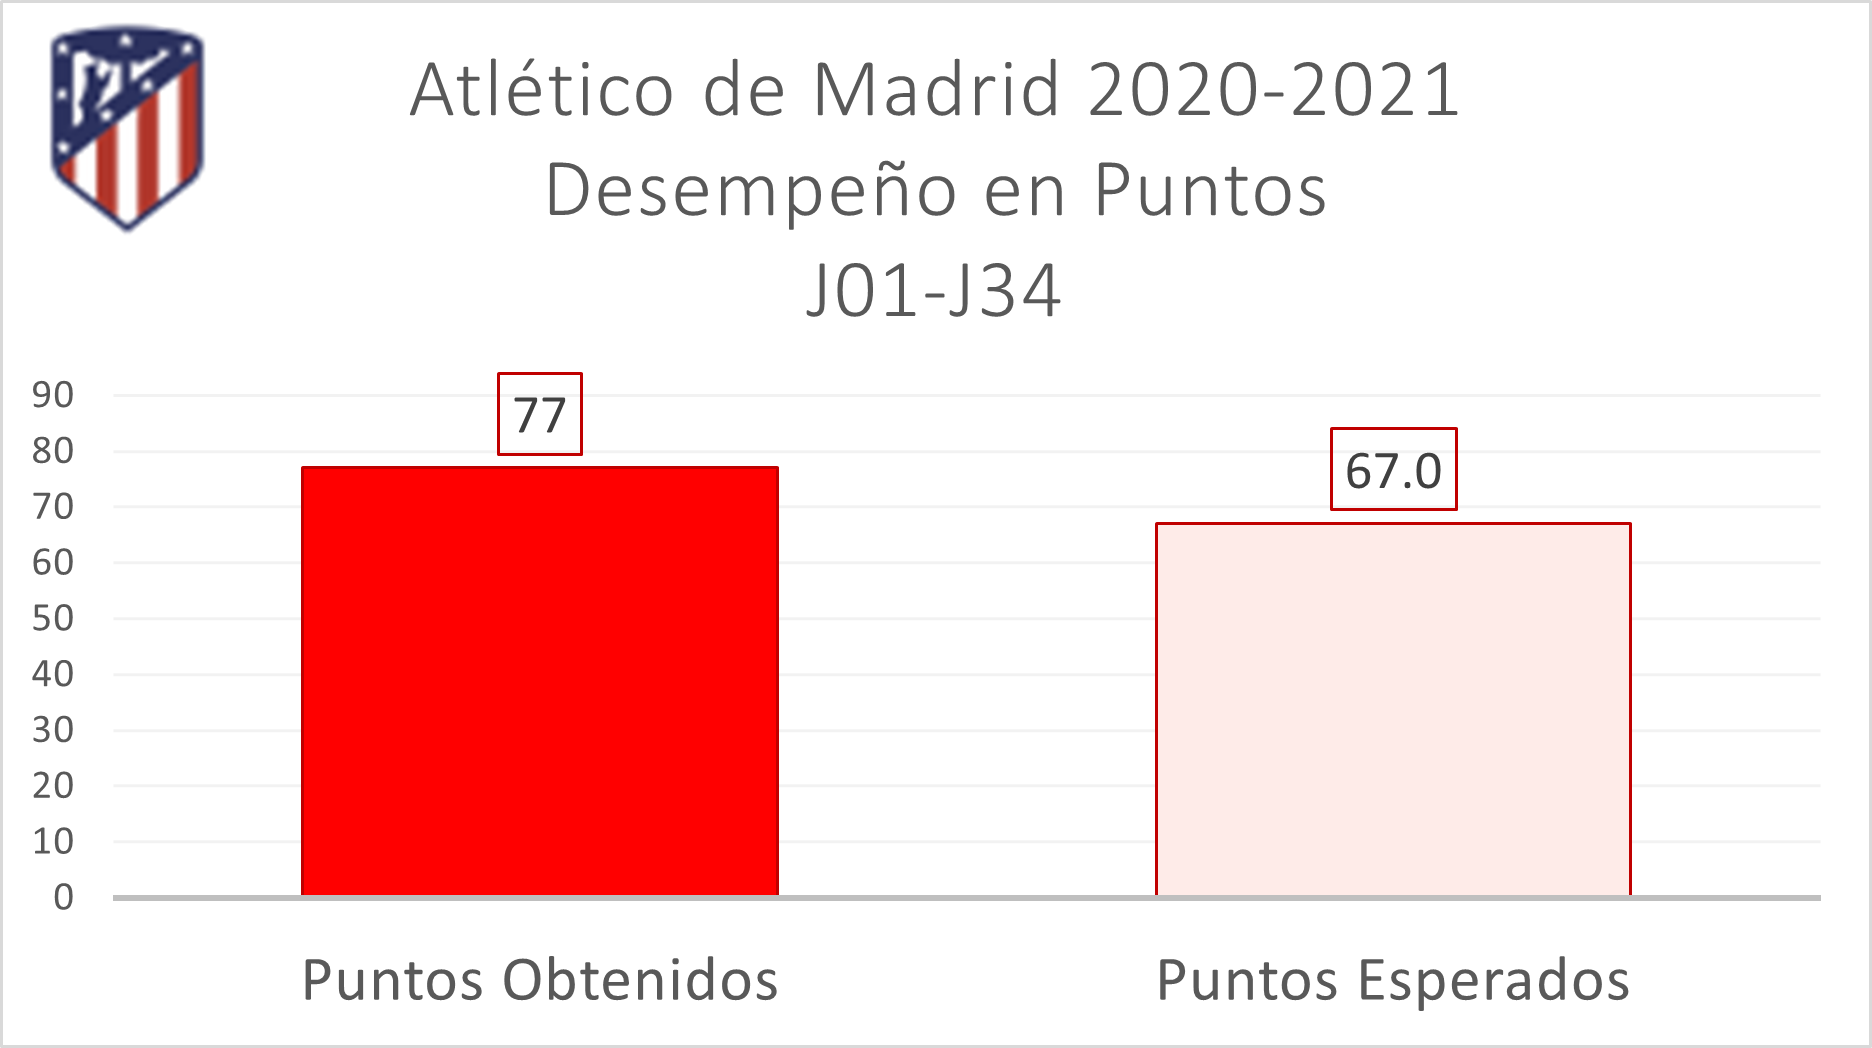 Atlético de Madrid 2020-2021
Desempeño en Puntos
J01-J34
90
80
70
60
50
40
30
20
10
0
77
67.0
Puntos Obtenidos
Puntos Esperados